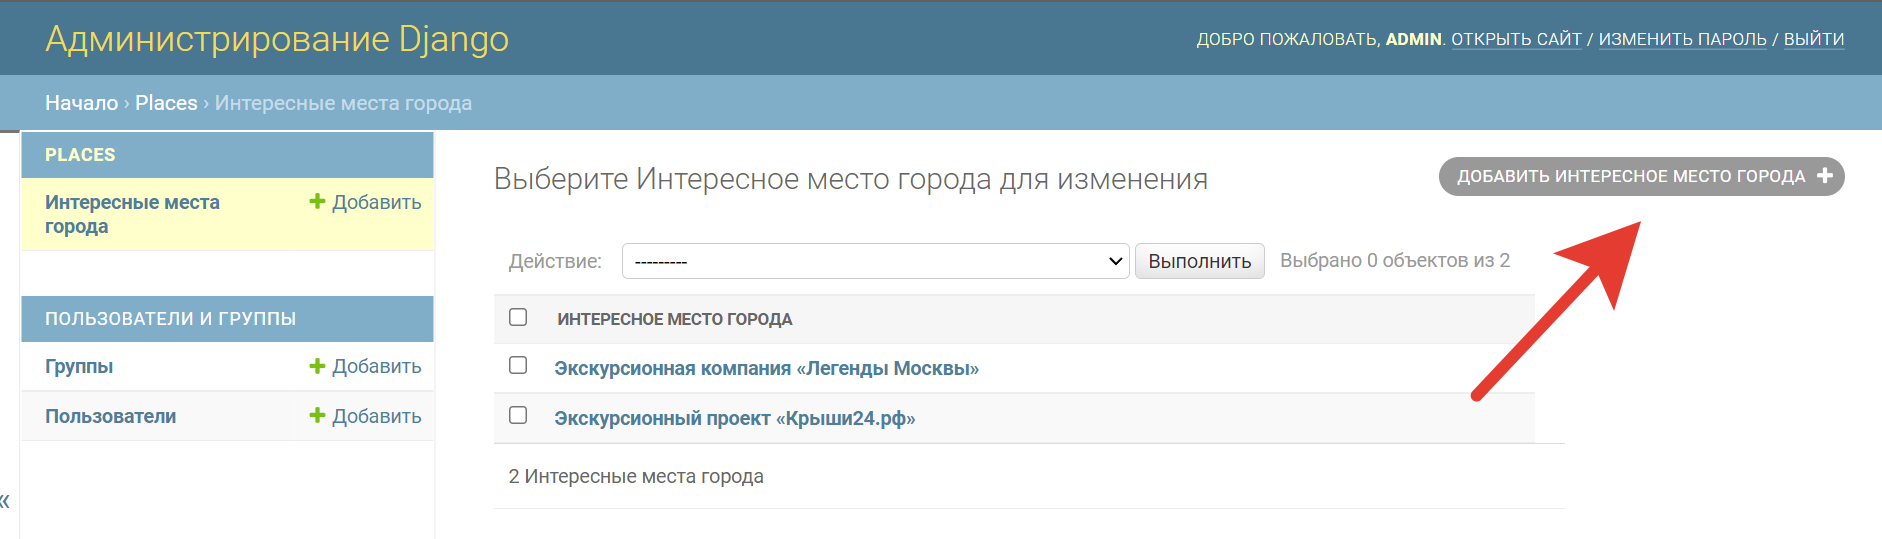 Администрирование Django
ДОБРО ПОЖАЛОВАТЬ, ADMIN. ОТКРЫТЬ САЙТ / ИЗМЕНИТЬ ПАРОЛЬ / ВЫЙТИ
Начало › Places › Интересные места города
PLACES
Интересные места
города
+ Добавить
ПОЛЬЗОВАТЕЛИ И ГРУППЫ
Группы + Добавить
Пользователи + Добавить
«
Выберите Интересное место города для изменения
ДОБАВИТЬ ИНТЕРЕСНОЕ МЕСТО ГОРОДА +
Действие: --------- Выполнить Выбрано 0 объектов из 2
ИНТЕРЕСНОЕ МЕСТО ГОРОДА
Экскурсионная компания «Легенды Москвы»
Экскурсионный проект «Крыши24.рф»
2 Интересные места города